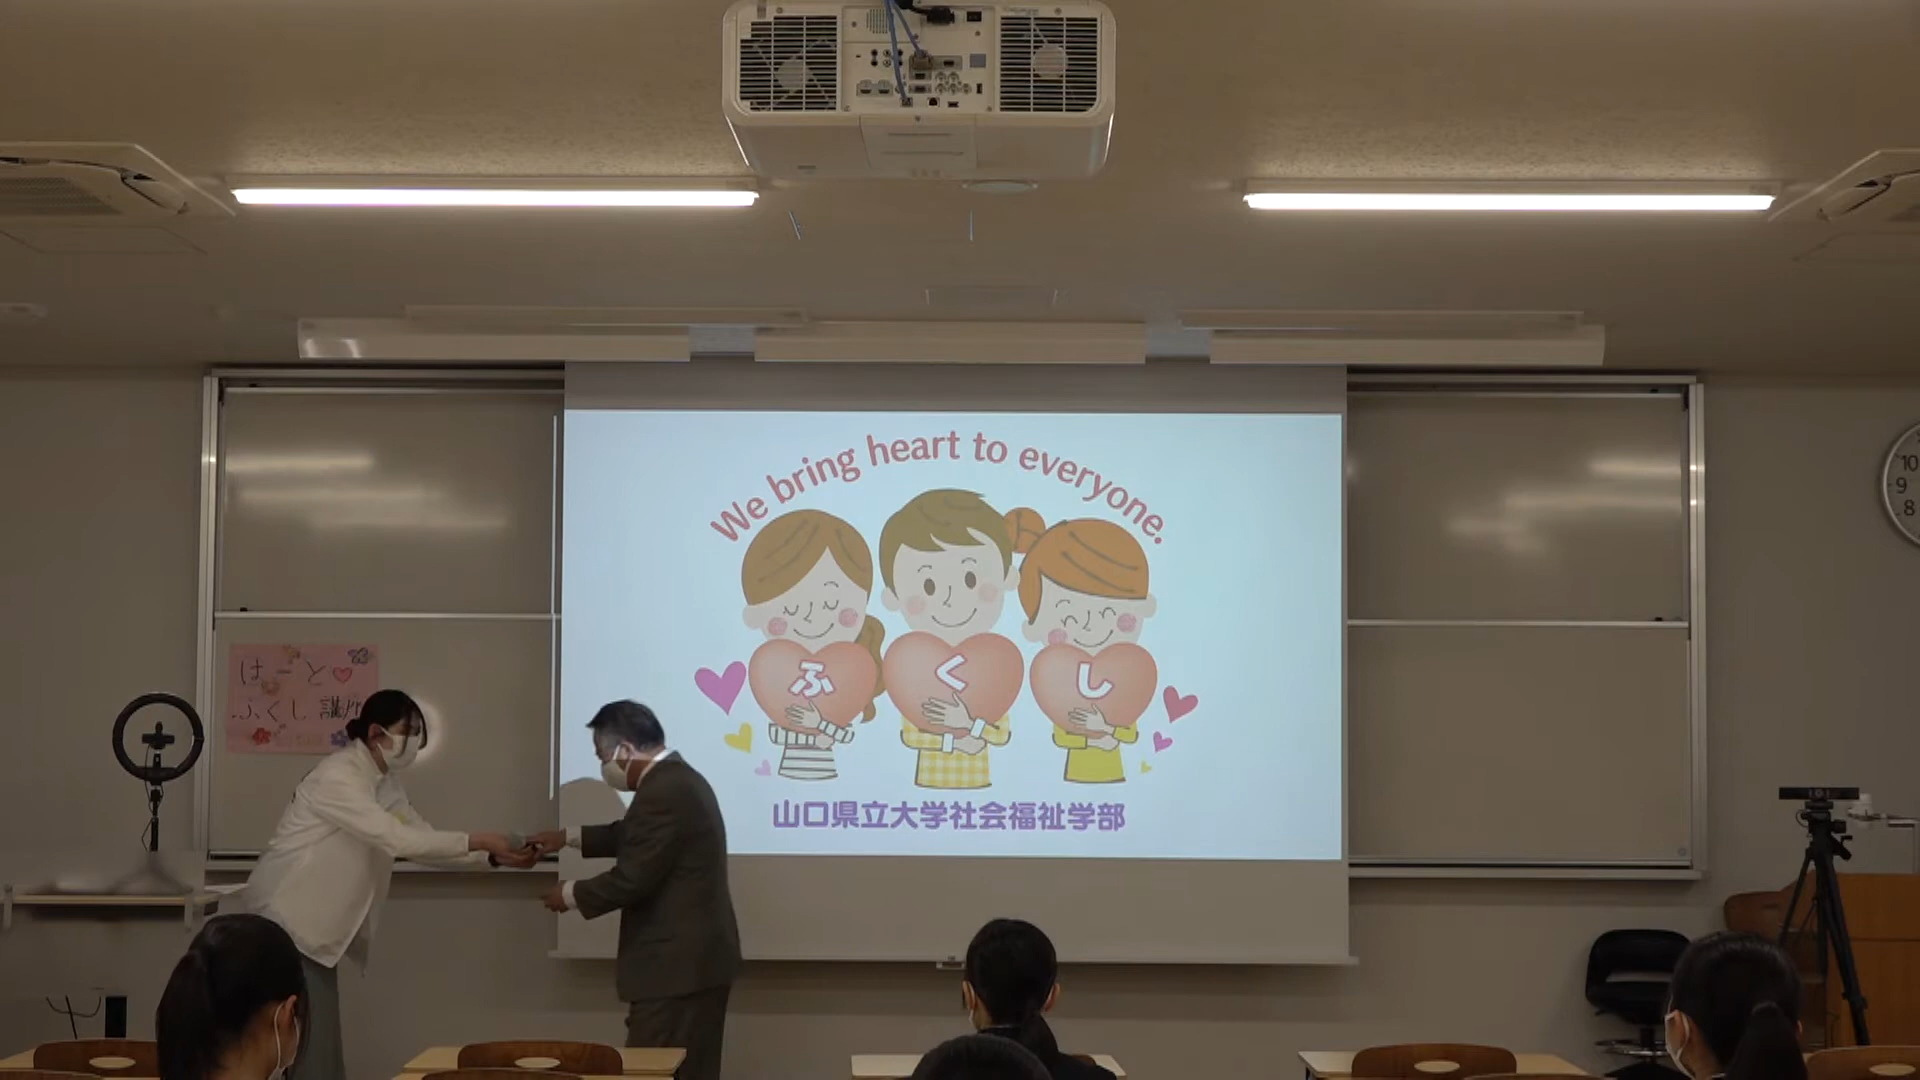 We bring heart to everyone.
ふくし
山口県立大学社会福祉学部
はーと
ふくし 講
10
9
8